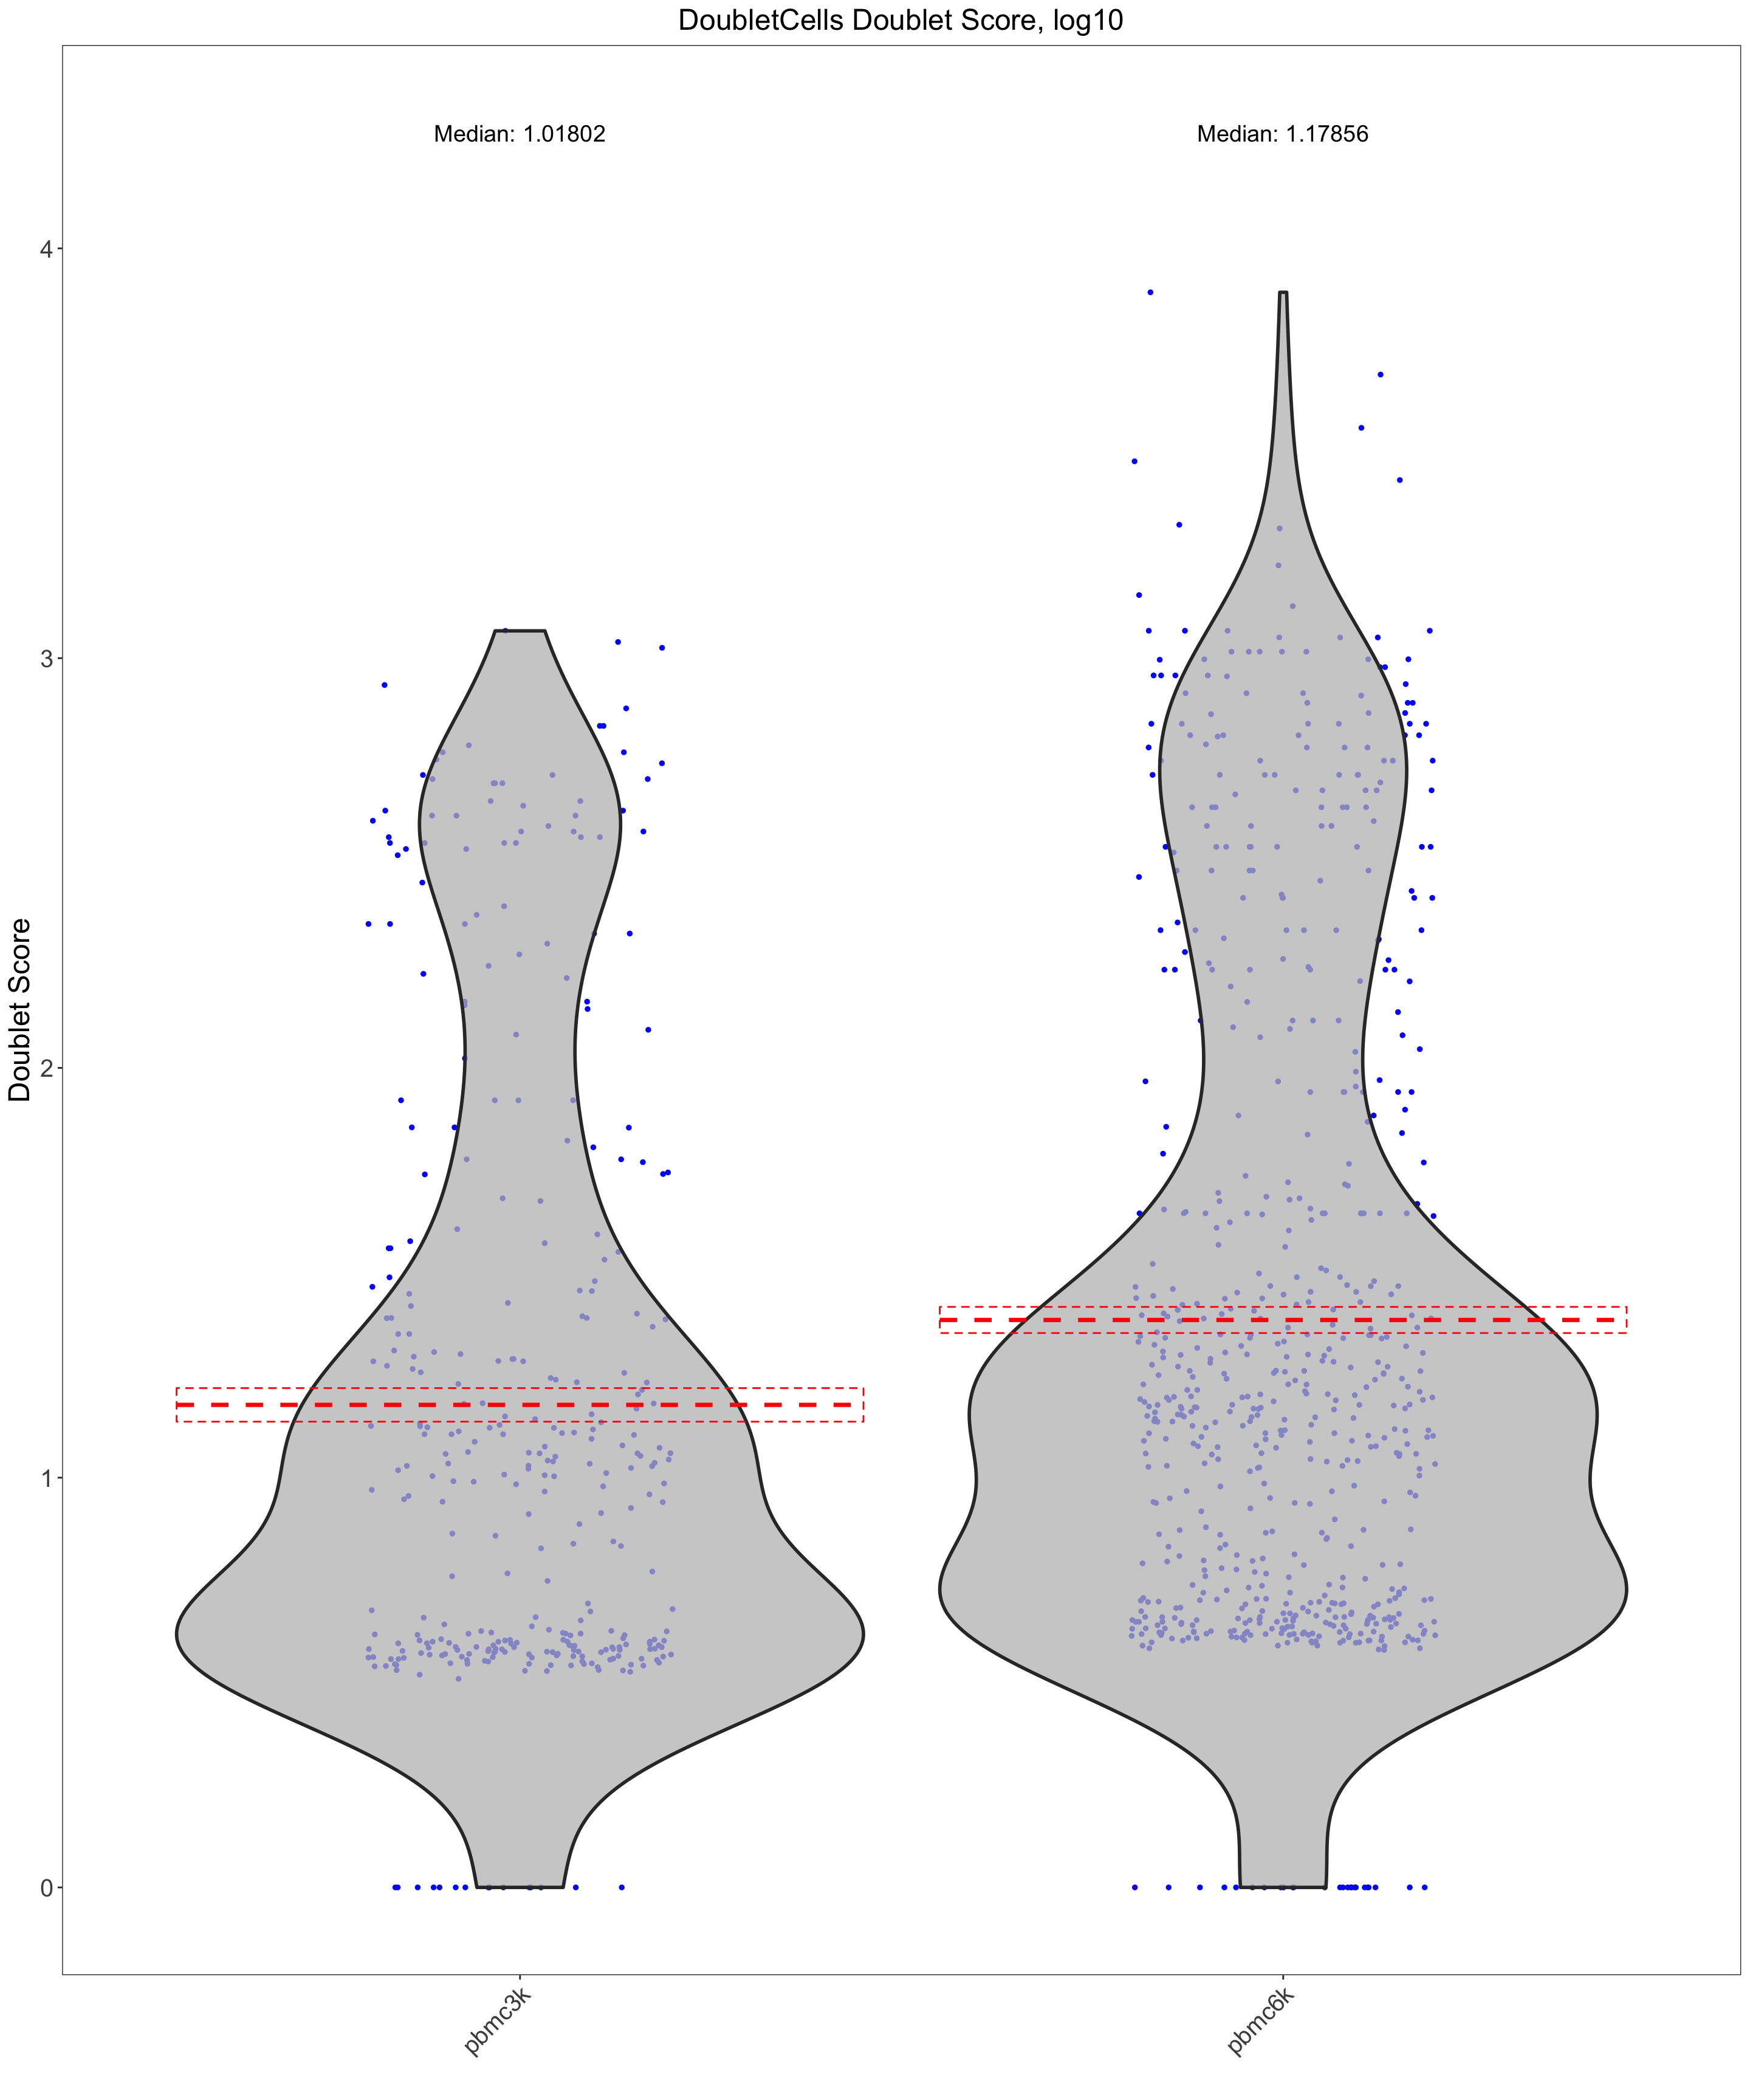 DoubletCells Doublet Score, log10
Median: 1.01802
Median: 1.17856
4
3
2
1
0
Doublet Score
pbmc3k
pbmc6k